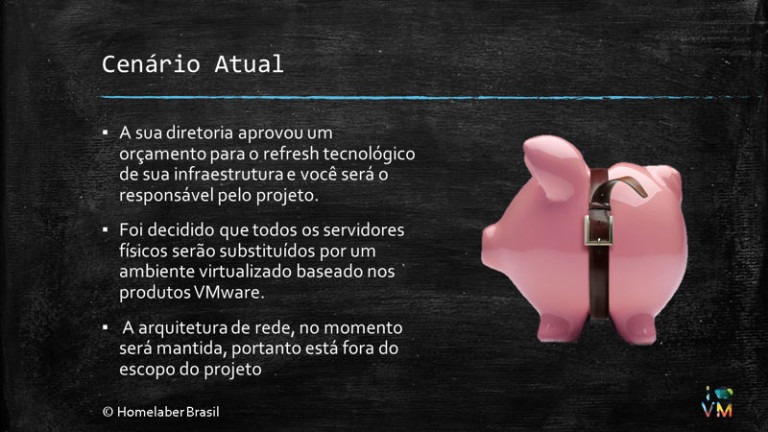 Cenário Atual
▪ A sua diretoria aprovou um
orçamento para o refresh tecnológico
de sua infraestrutura e você será o
responsável pelo projeto.
▪ Foi decidido que todos os servidores
físicos serão substituídos por um
ambiente virtualizado baseado nos
produtos VMware.
▪ A arquitetura de rede, no momento
será mantida, portanto está fora do
escopo do projeto
© Homelaber Brasil
i
VM